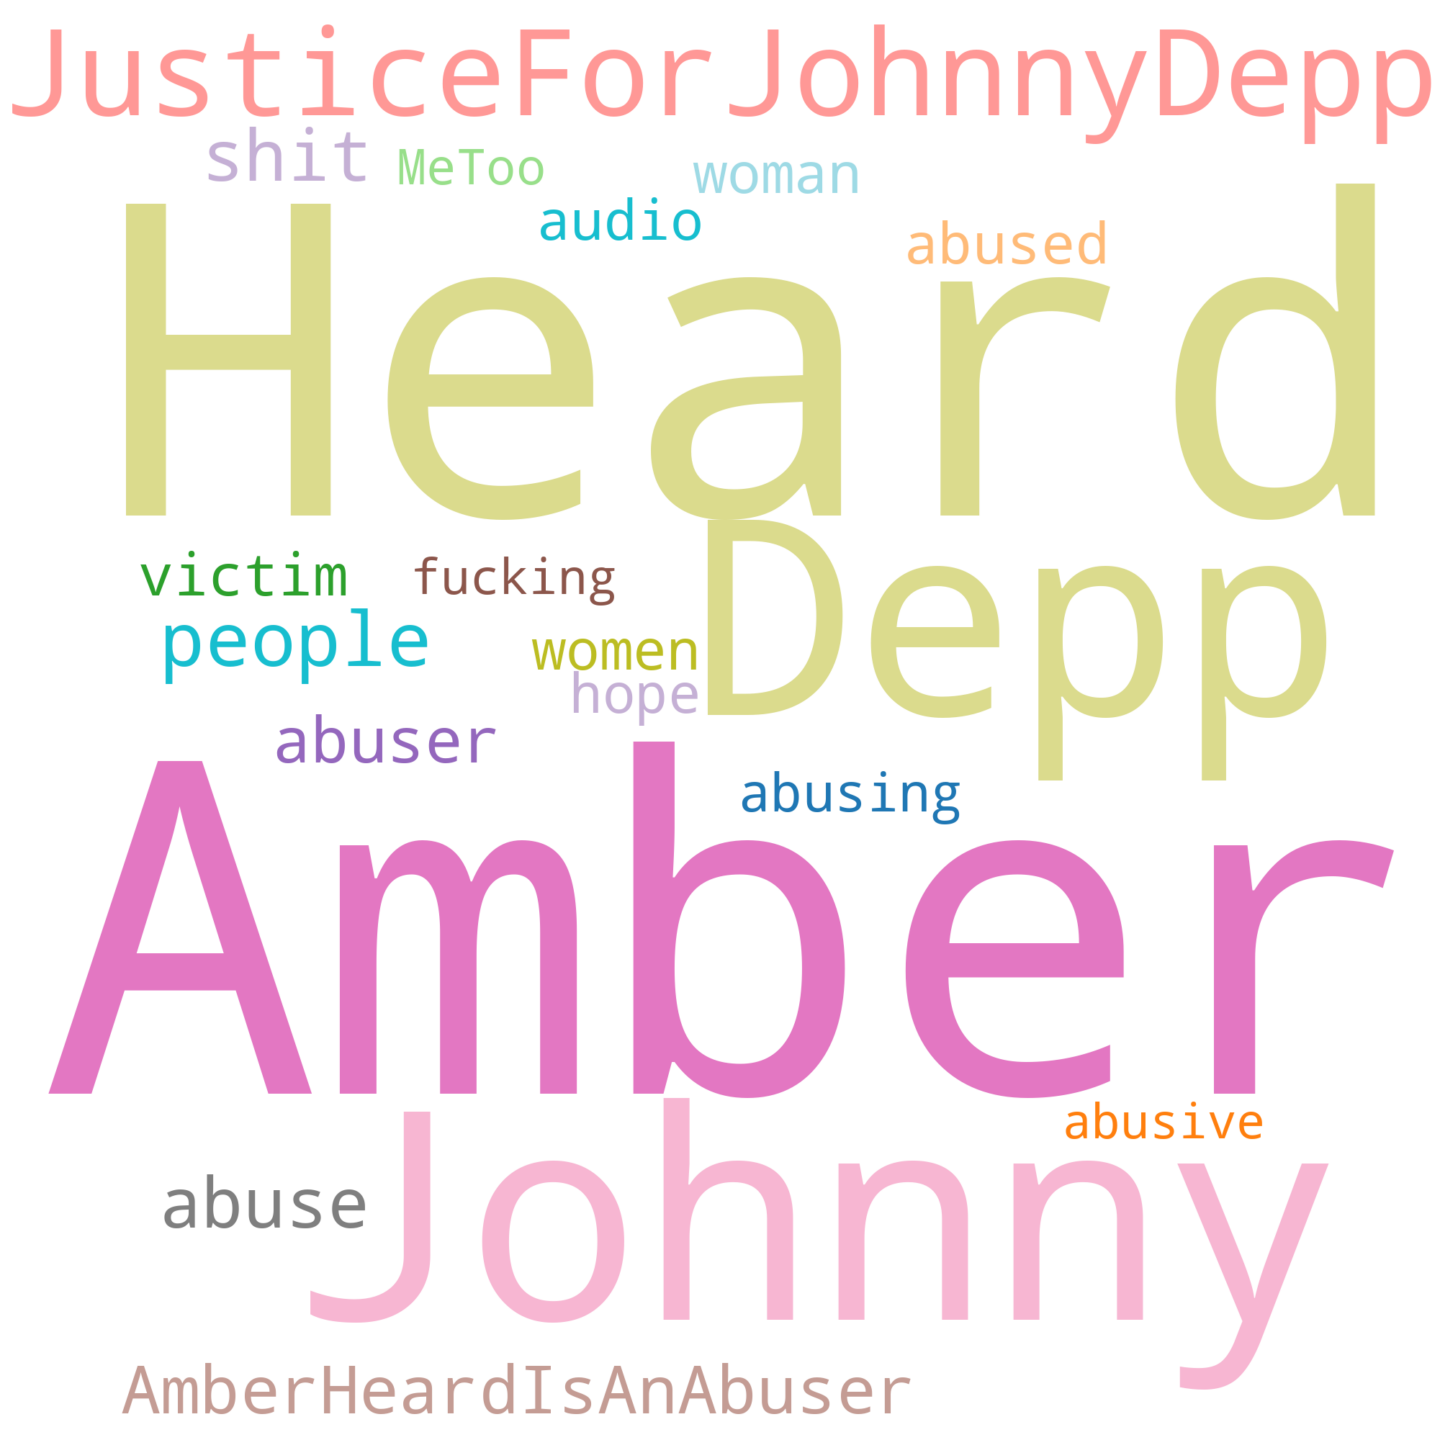 JusticeForJohnnyDepp
shit MeToo woman
audio abused
Heard
victim fucking Depp
people women
hope
abuser abusing
Amber
abusive
abuse Johnny
AmberHeardIsAnAbuser